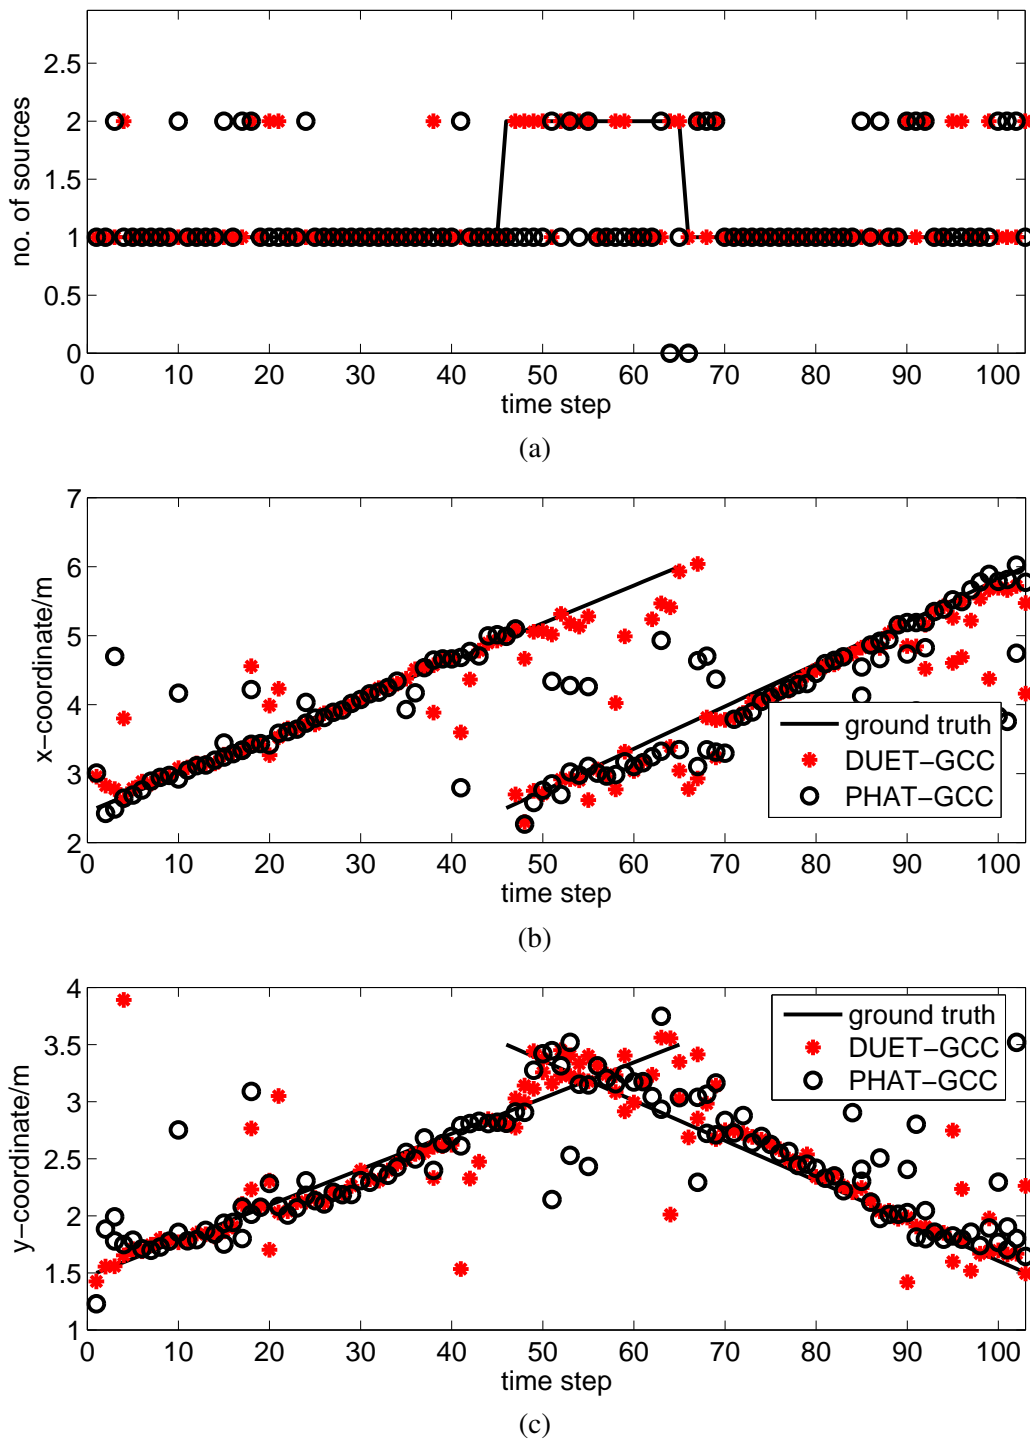 2.5
2
1.5
1
0.5
0
no. of sources
0 10 20 30 40 50 60 70 80 90 100
time step
(a)
7
6
5
4
3
2
x-coordinate/m
ground truth
DUET-GCC
PHAT-GCC
0 10 20 30 40 50 60 70 80 90 100
time step
(b)
4
3.5
3
2.5
2
1.5
1
y-coordinate/m
ground truth
DUET-GCC
PHAT-GCC
0 10 20 30 40 50 60 70 80 90 100
time step
(c)